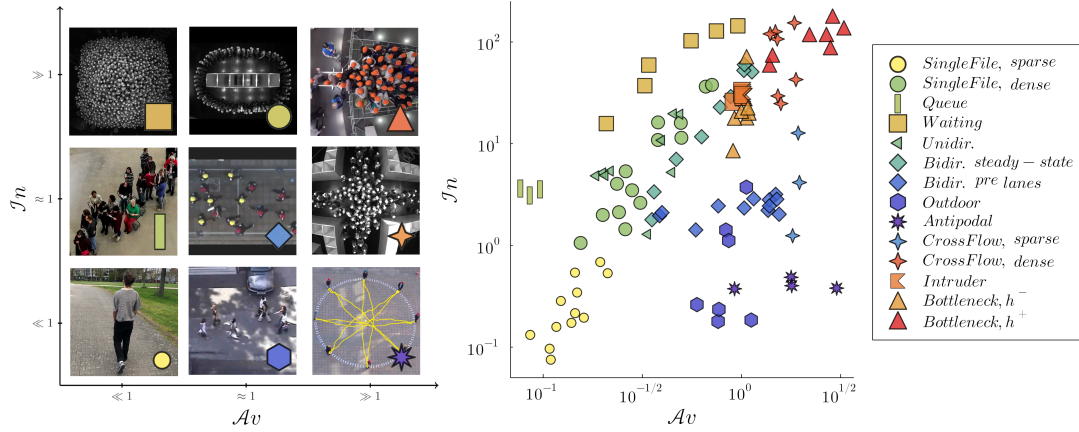 ≫ 1
≈ 1
≪ 1
𝓘n
≪ 1
≈ 1
≫ 1
𝓐v
10²
10¹
10⁰
10⁻¹
𝓘n
10⁻¹
10⁻¹/²
10⁰
10¹/²
𝓐v
SingleFile, sparse
SingleFile, dense
Queue
Waiting
Unidir.
Bidir. steady−state
Bidir. pre lanes
Outdoor
Antipodal
CrossFlow, sparse
CrossFlow, dense
Intruder
Bottleneck, h⁻
Bottleneck, h⁺